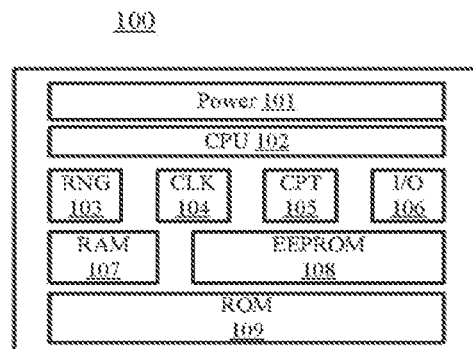 100
Power 101
CPU 102
RNG CLK CPT I/O
103 104 105 106
RAM EEPROM
107 108
ROM
109